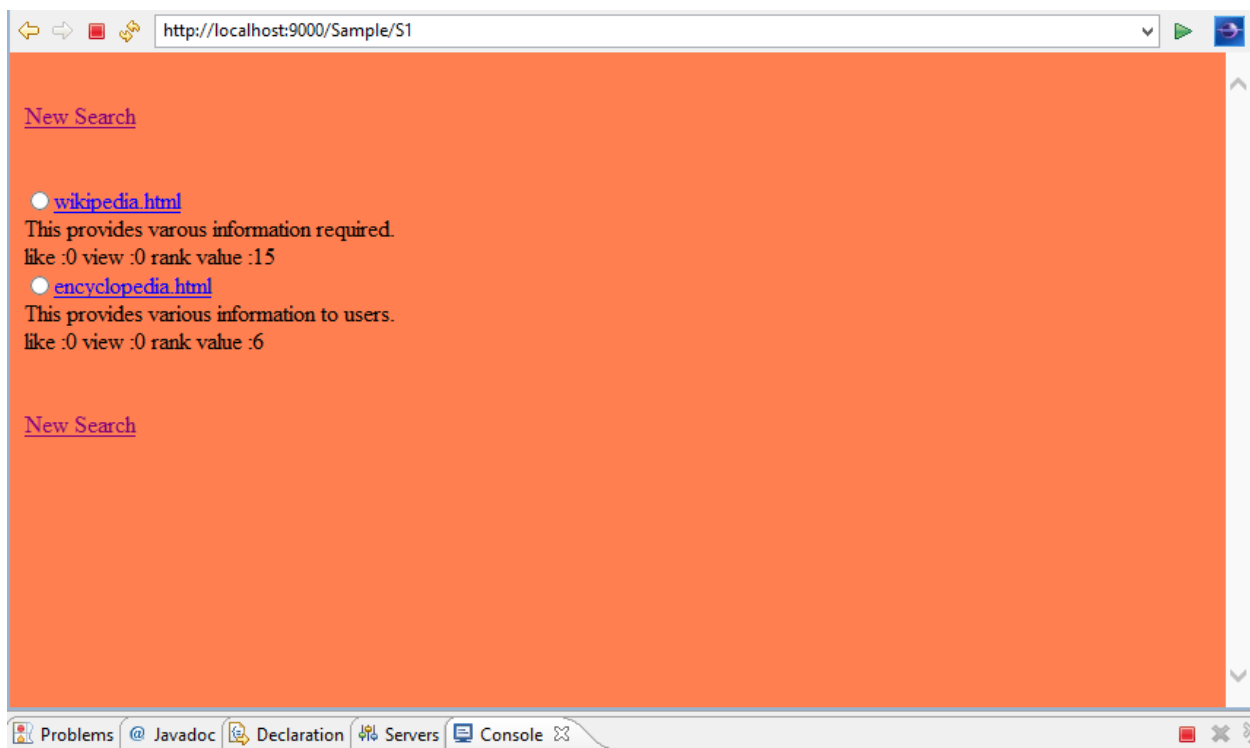 http://localhost:9000/Sample/S1
New Search
wikipedia.html
This provides varous information required.
like :0 view :0 rank value :15
encyclopedia.html
This provides various information to users.
like :0 view :0 rank value :6
New Search
Problems @ Javadoc Declaration Servers Console